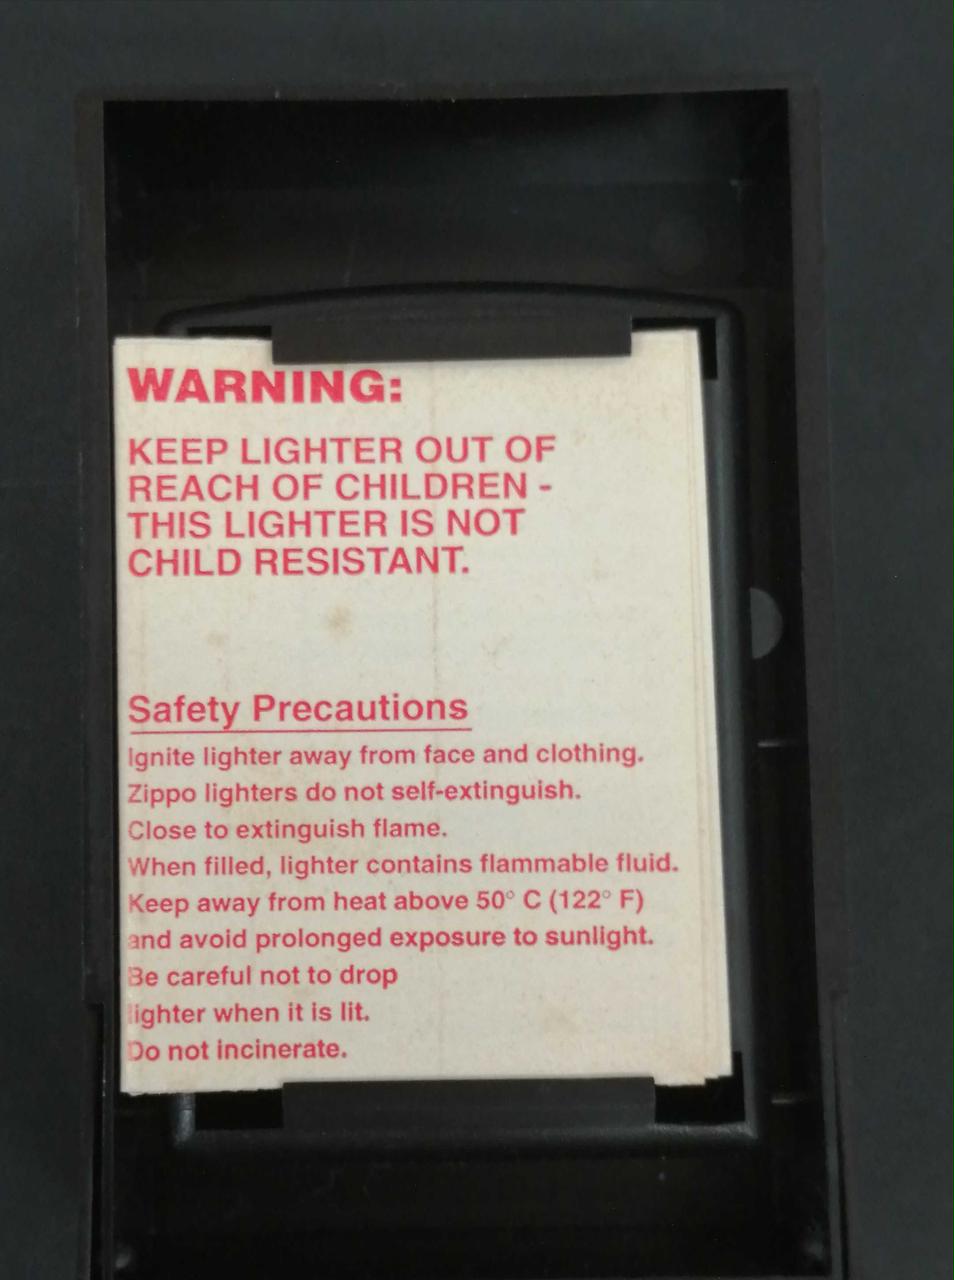 WARNING:
KEEP LIGHTER OUT OF
REACH OF CHILDREN -
THIS LIGHTER IS NOT
CHILD RESISTANT.
Safety Precautions
Ignite lighter away from face and clothing.
Zippo lighters do not self-extinguish.
Close to extinguish flame.
When filled, lighter contains flammable fluid.
Keep away from heat above 50° C (122° F)
and avoid prolonged exposure to sunlight.
Be careful not to drop
lighter when it is lit.
Do not incinerate.